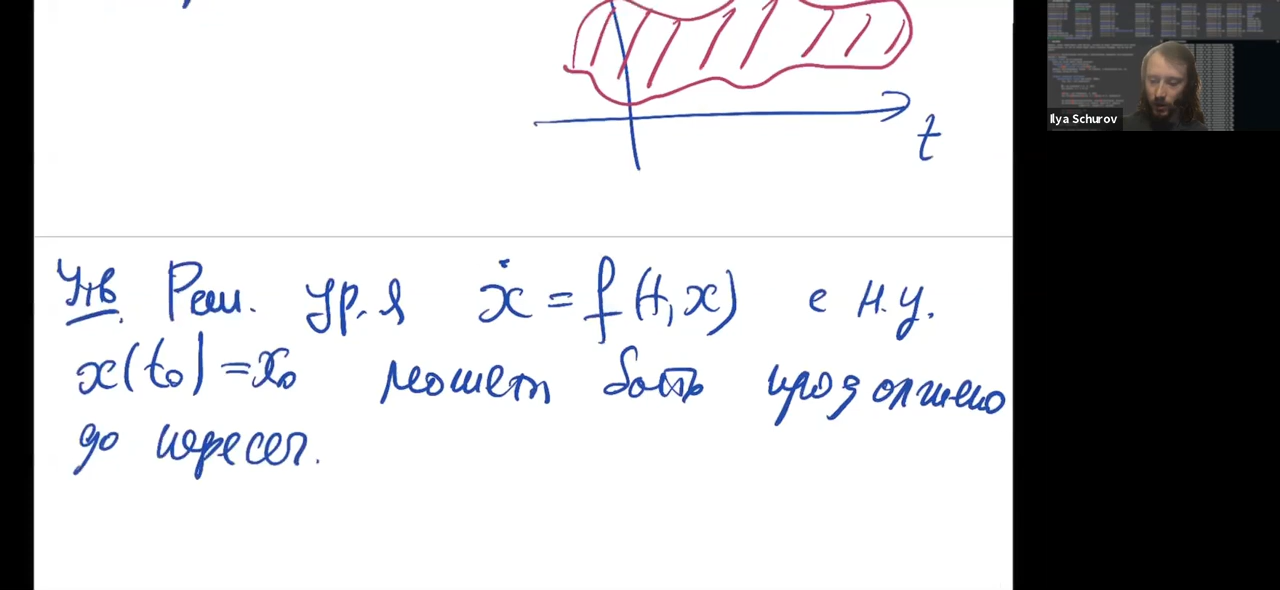 t
Ilya Schurov
Утв. Реш. ур. я ẋ = f(t, x) с н.у.
x(t₀) = x₀ может быть продолжено
до пересеч.